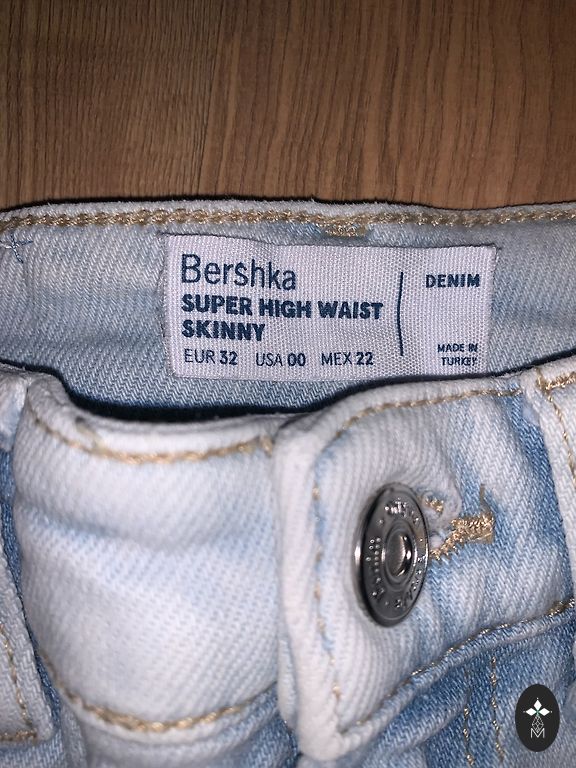 Bershka
SUPER HIGH WAIST
SKINNY
EUR 32 USA 00 MEX 22
DENIM
MADE IN
TURKEY